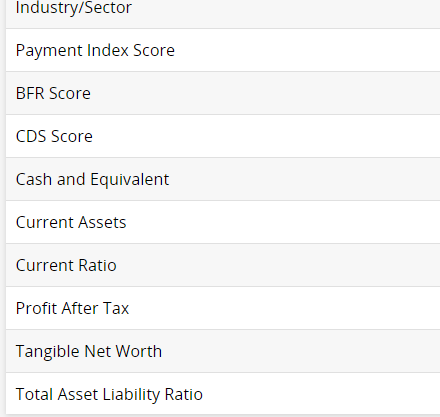 Industry/Sector
Payment Index Score
BFR Score
CDS Score
Cash and Equivalent
Current Assets
Current Ratio
Profit After Tax
Tangible Net Worth
Total Asset Liability Ratio